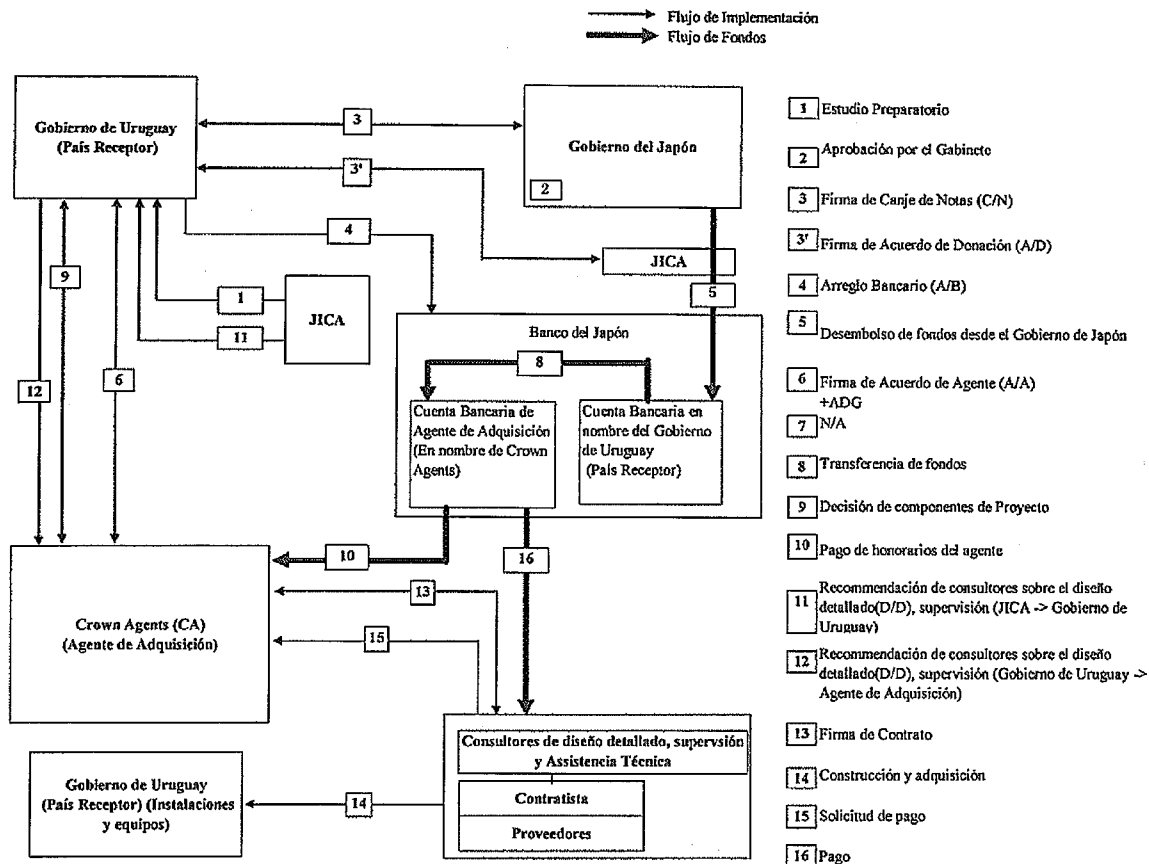 Flujo de Implementación
Flujo de Fondos
Gobierno de Uruguay
(País Receptor)
3
3'
4
Gobierno del Japón
2
JICA
5
1
11
JICA
9
12
6
Banco del Japón
8
Cuenta Bancaria de
Agente de Adquisición
(En nombre de Crown
Agents)
Cuenta Bancaria en
nombre del Gobierno
de Uruguay
(País Receptor)
10
16
13
15
Crown Agents (CA)
(Agente de Adquisición)
Consultores de diseño detallado, supervsión
y Assistencia Técnica
Contratista
Proveedores
14
Gobierno de Uruguay
(País Receptor) (Instalaciones
y equipos)
1 Estudio Preparatorio
2 Aprobación por el Gabinete
3 Firma de Canje de Notas (C/N)
3' Firma de Acuerdo de Donación (A/D)
4 Arreglo Bancario (A/B)
5 Desembolso de fondos desde el Gobierno de Japón
6 Firma de Acuerdo de Agente (A/A)
+ADG
7 N/A
8 Transferencia de fondos
9 Decisión de componentes de Proyecto
10 Pago de honorarios del agente
11 Recommendación de consultores sobre el diseño
detallado(D/D), supervisión (JICA -> Gobierno de
Uruguay)
12 Recommendación de consultores sobre el diseño
detallado(D/D), supervisión (Gobierno de Uruguay ->
Agente de Adquisición)
13 Firma de Contrato
14 Construcción y adquisición
15 Solicitud de pago
16 Pago